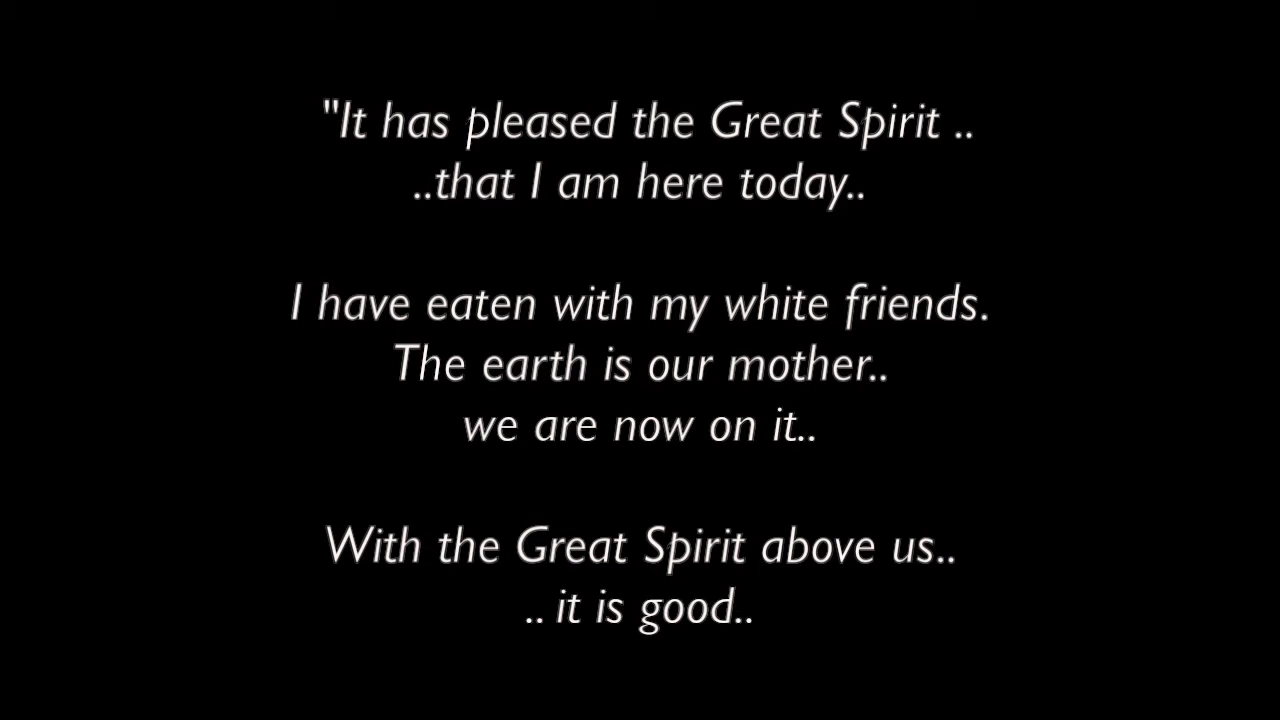 "It has pleased the Great Spirit ..
..that I am here today..
I have eaten with my white friends.
The earth is our mother..
we are now on it..
With the Great Spirit above us..
.. it is good..